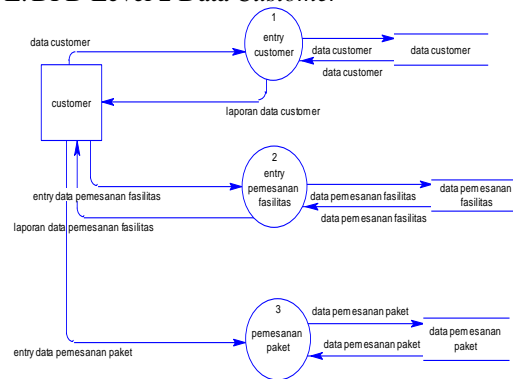 E. DFD Level 2 Data Customer
data customer
1
entry
customer
data customer
data customer
data customer
customer
laporan data customer
2
entry
pemesanan
fasilitas
entry data pemesanan fasilitas
data pemesanan fasilitas
data pemesanan
fasilitas
data pemesanan fasilitas
laporan data pemesanan fasilitas
3
pemesanan
paket
data pemesanan paket
data pemesanan
paket
data pemesanan paket
entry data pemesanan paket